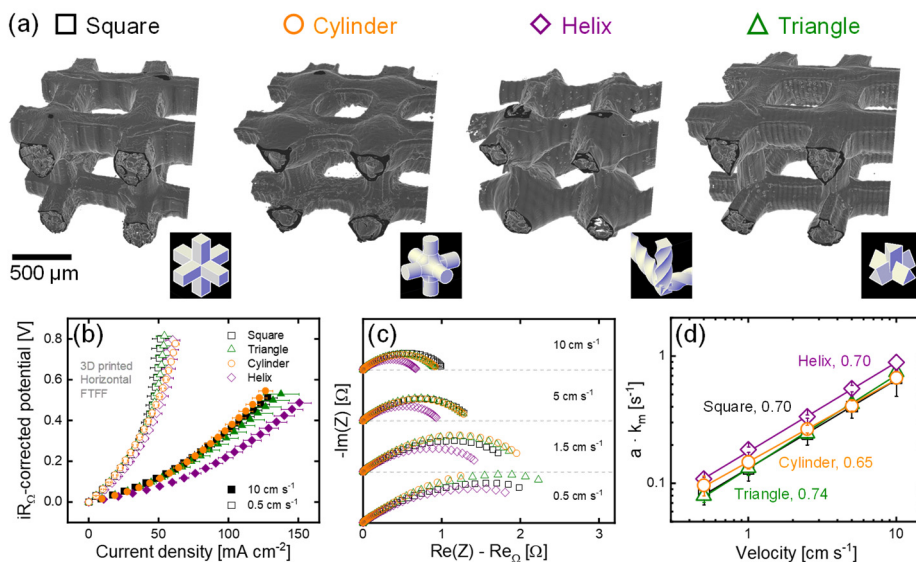 (a) Square Cylinder Helix Triangle
500 µm
(b)
iR_Ω-corrected potential [V]
0.8
0.6
0.4
0.2
0.0
3D printed
Horizontal
FTFF
Square
Triangle
Cylinder
Helix
10 cm s⁻¹
0.5 cm s⁻¹
0 50 100 150
Current density [mA cm⁻²]
(c)
-Im(Z) [Ω]
10 cm s⁻¹
5 cm s⁻¹
1.5 cm s⁻¹
0.5 cm s⁻¹
0 1 2 3
Re(Z) - Re_Ω [Ω]
(d)
a · k_m [s⁻¹]
1
0.1
Helix, 0.70
Square, 0.70
Cylinder, 0.65
Triangle, 0.74
1 10
Velocity [cm s⁻¹]